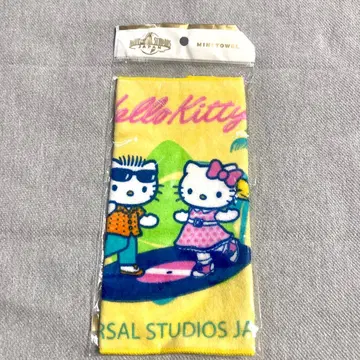 MINI TOWEL
Hello Kitty
RSAL STUDIOS JA